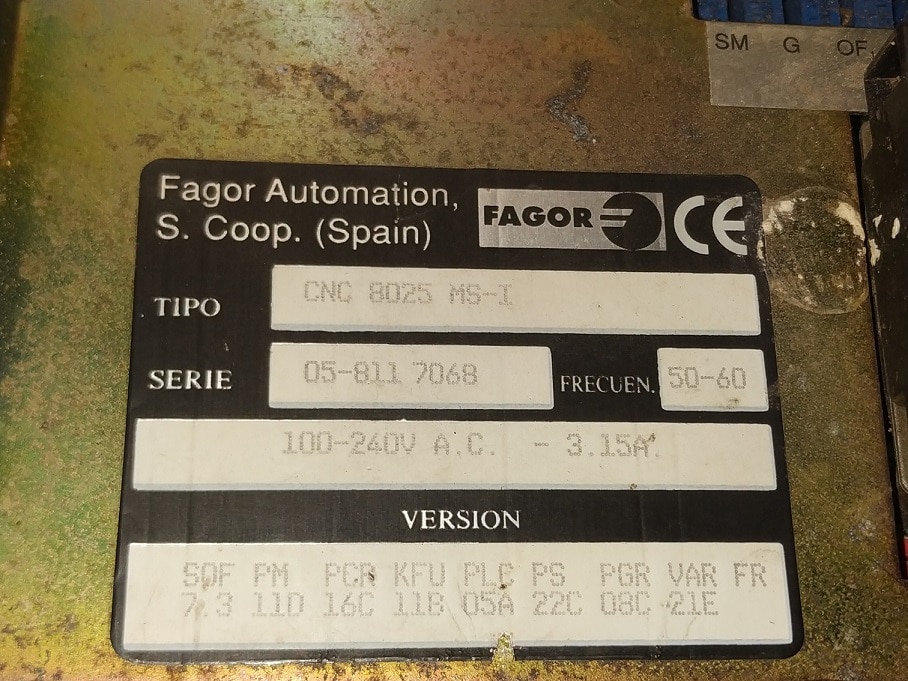 SM G OF.
Fagor Automation,
S. Coop. (Spain)
FAGOR CE
TIPO CNC 8025 MS-I
SERIE 05-811 7068 FRECUEN. 50-60
100-240V A.C. - 3.15A.
VERSION
SOF PM PCR KFU PLC PS PGR VAR FR
7.3 11D 16C 11B 05A 22C 08C 21E